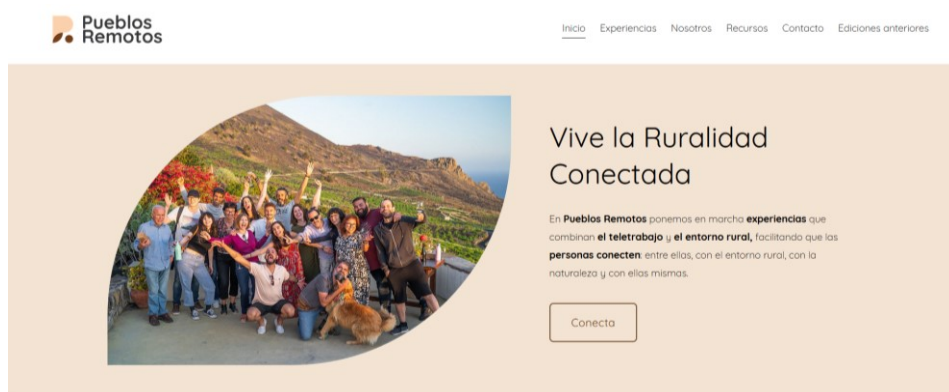 Pueblos
Remotos
Inicio Experiencias Nosotros Recursos Contacto Ediciones anteriores
Vive la Ruralidad
Conectada
En Pueblos Remotos ponemos en marcha experiencias que
combinan el teletrabajo y el entorno rural, facilitando que las
personas conecten: entre ellas, con el entorno rural, con la
naturaleza y con ellas mismas.
Conecta